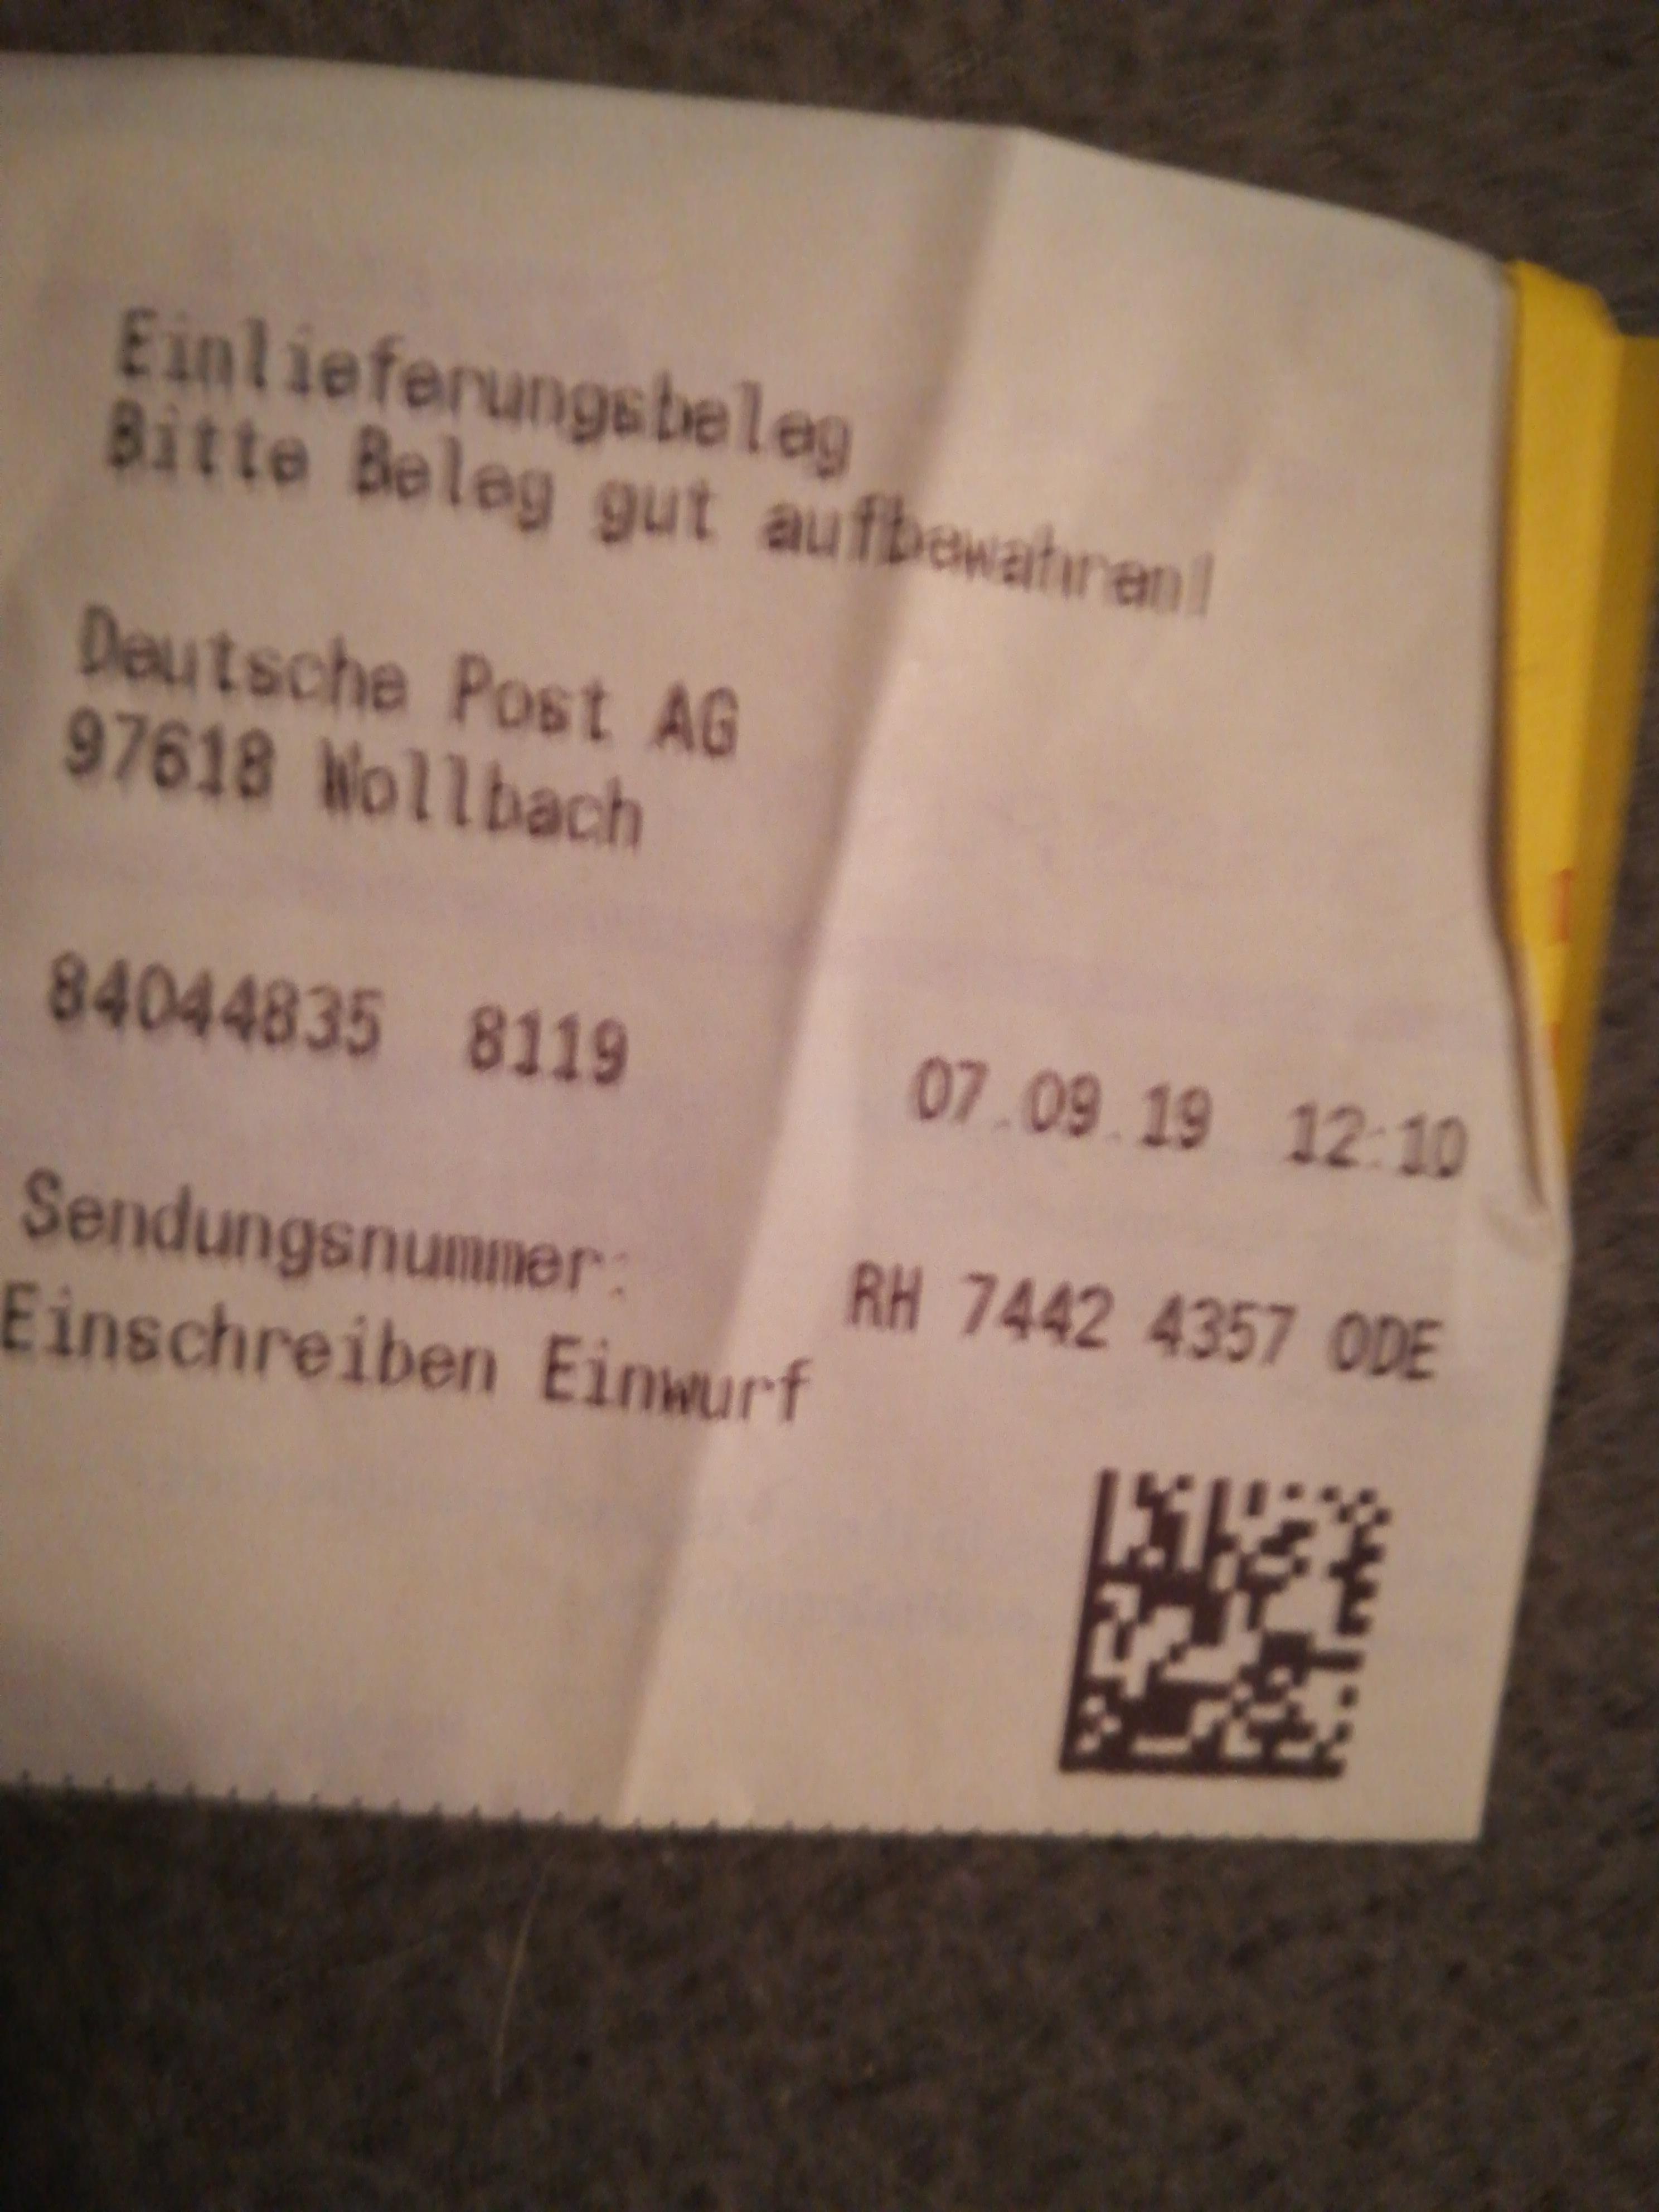 Einlieferungsbeleg
Bitte Beleg gut aufbewahren!
Deutsche Post AG
97618 Wollbach
84044835 8119 07.09.19 12:10
Sendungsnummer: RH 7442 4357 0DE
Einschreiben Einwurf